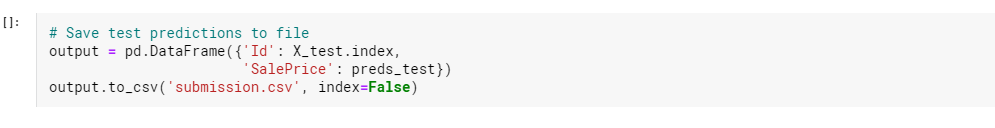 []:
# Save test predictions to file
output = pd.DataFrame({'Id': X_test.index,
                       'SalePrice': preds_test})
output.to_csv('submission.csv', index=False)